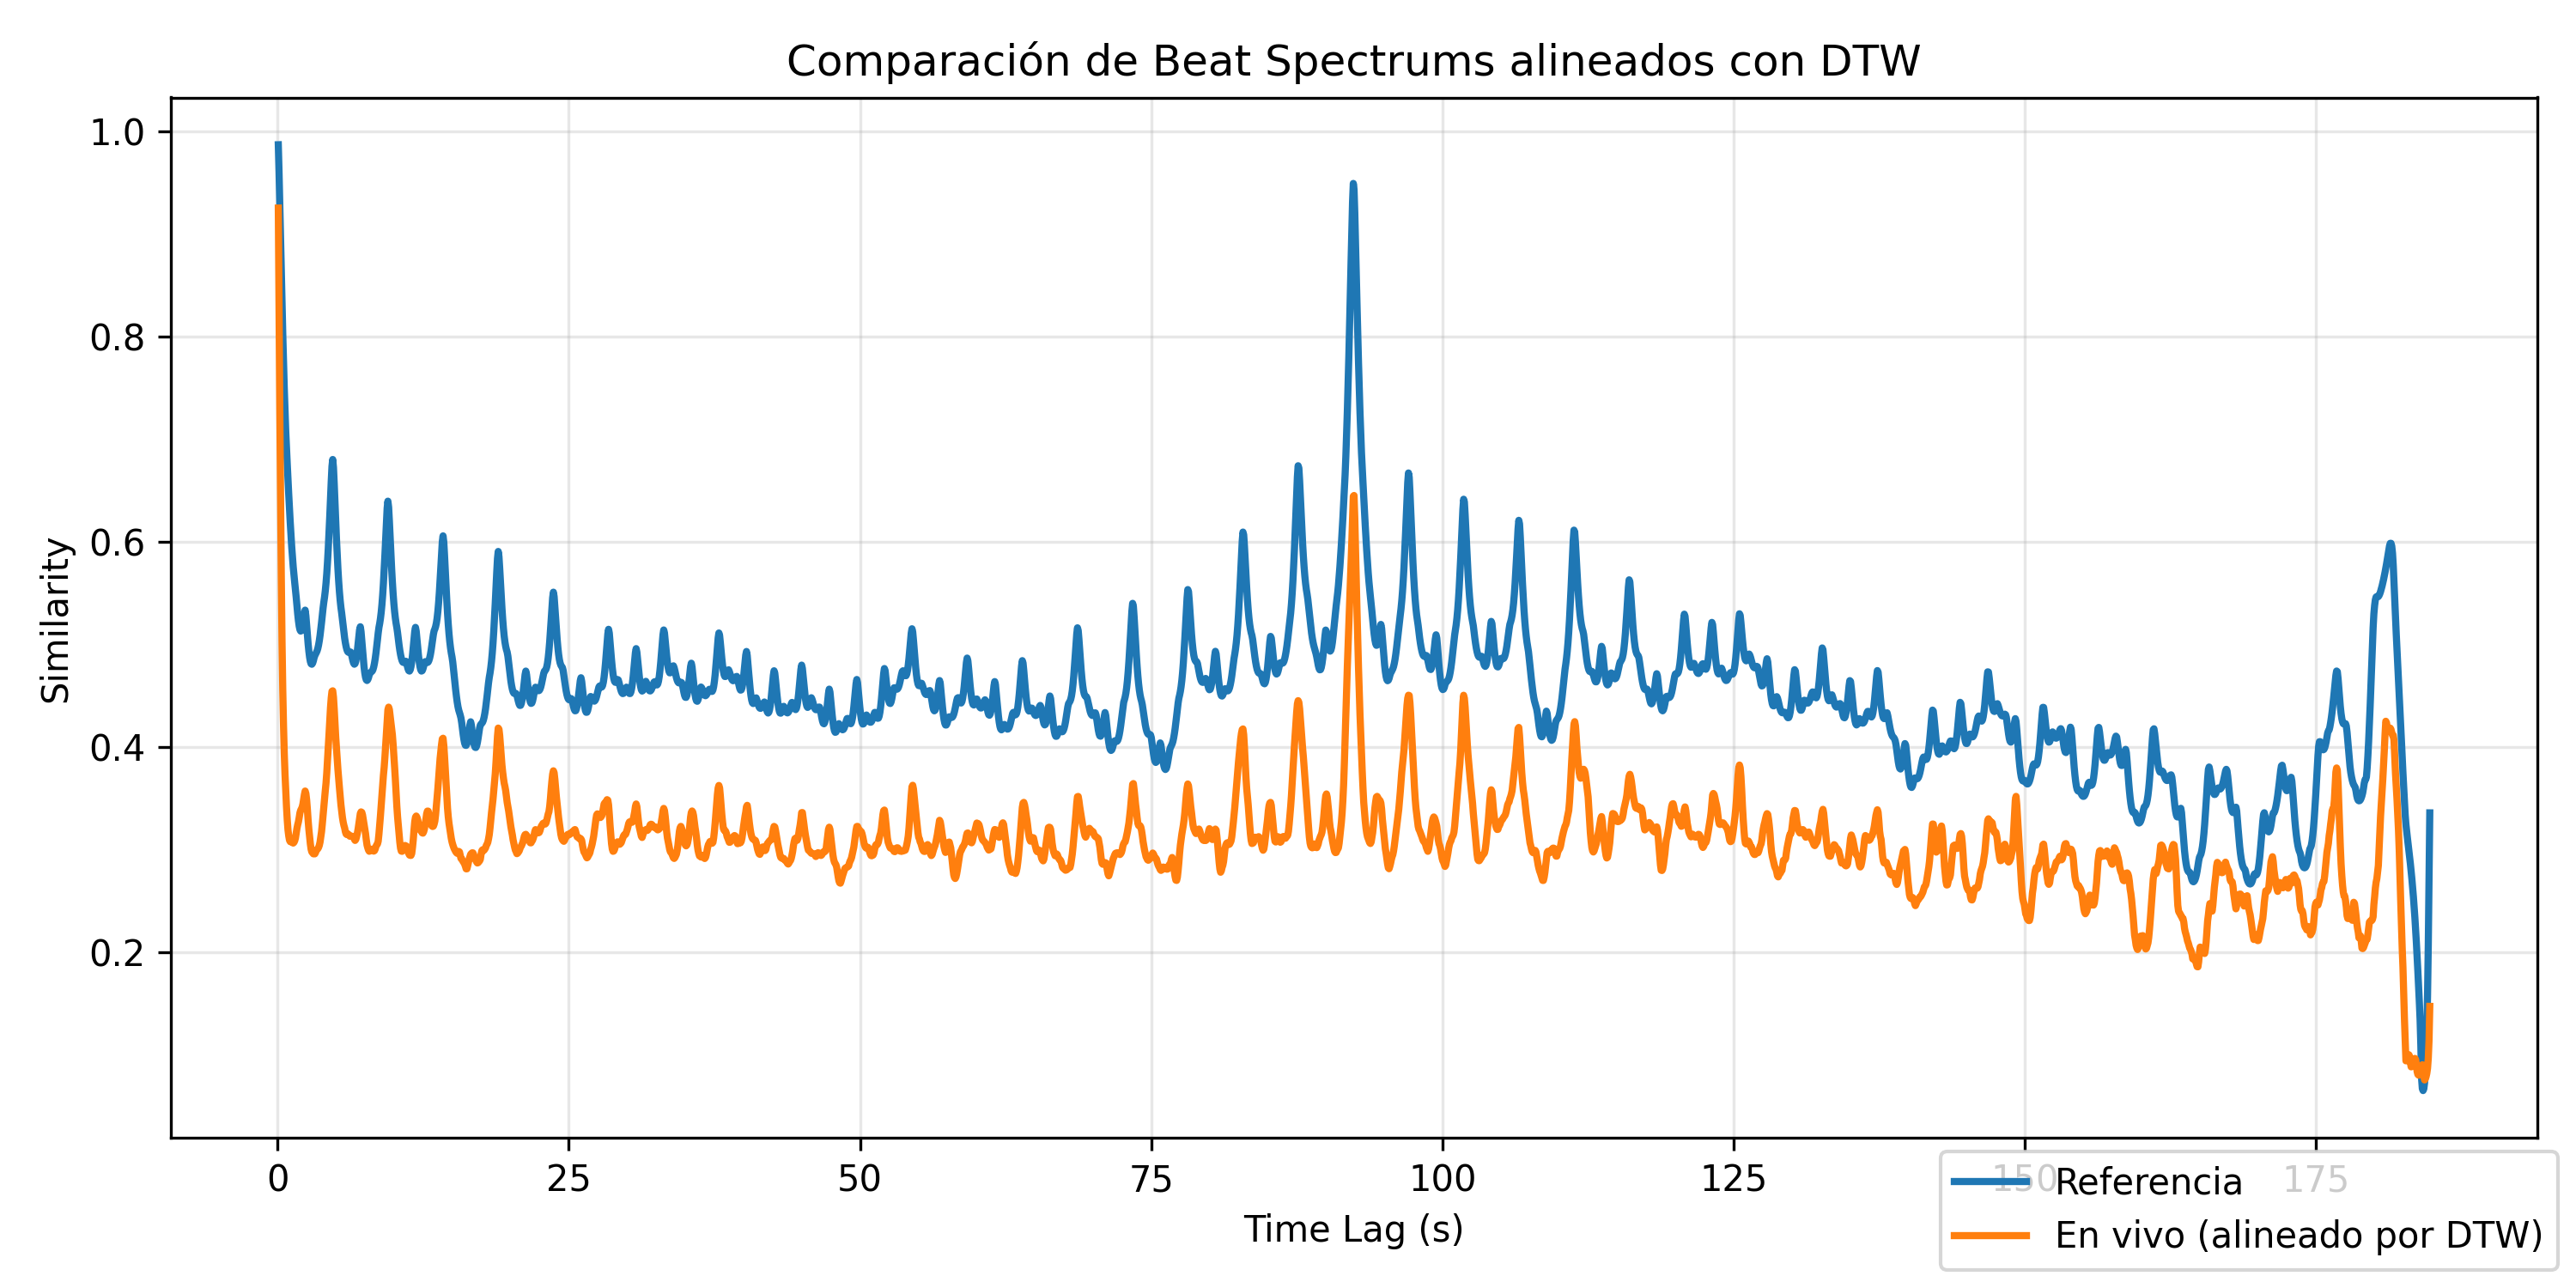 Comparación de Beat Spectrums alineados con DTW
1.0
0.8
0.6
0.4
0.2
Similarity
0 25 50 75 100 125 150 175
Time Lag (s)
Referencia
En vivo (alineado por DTW)